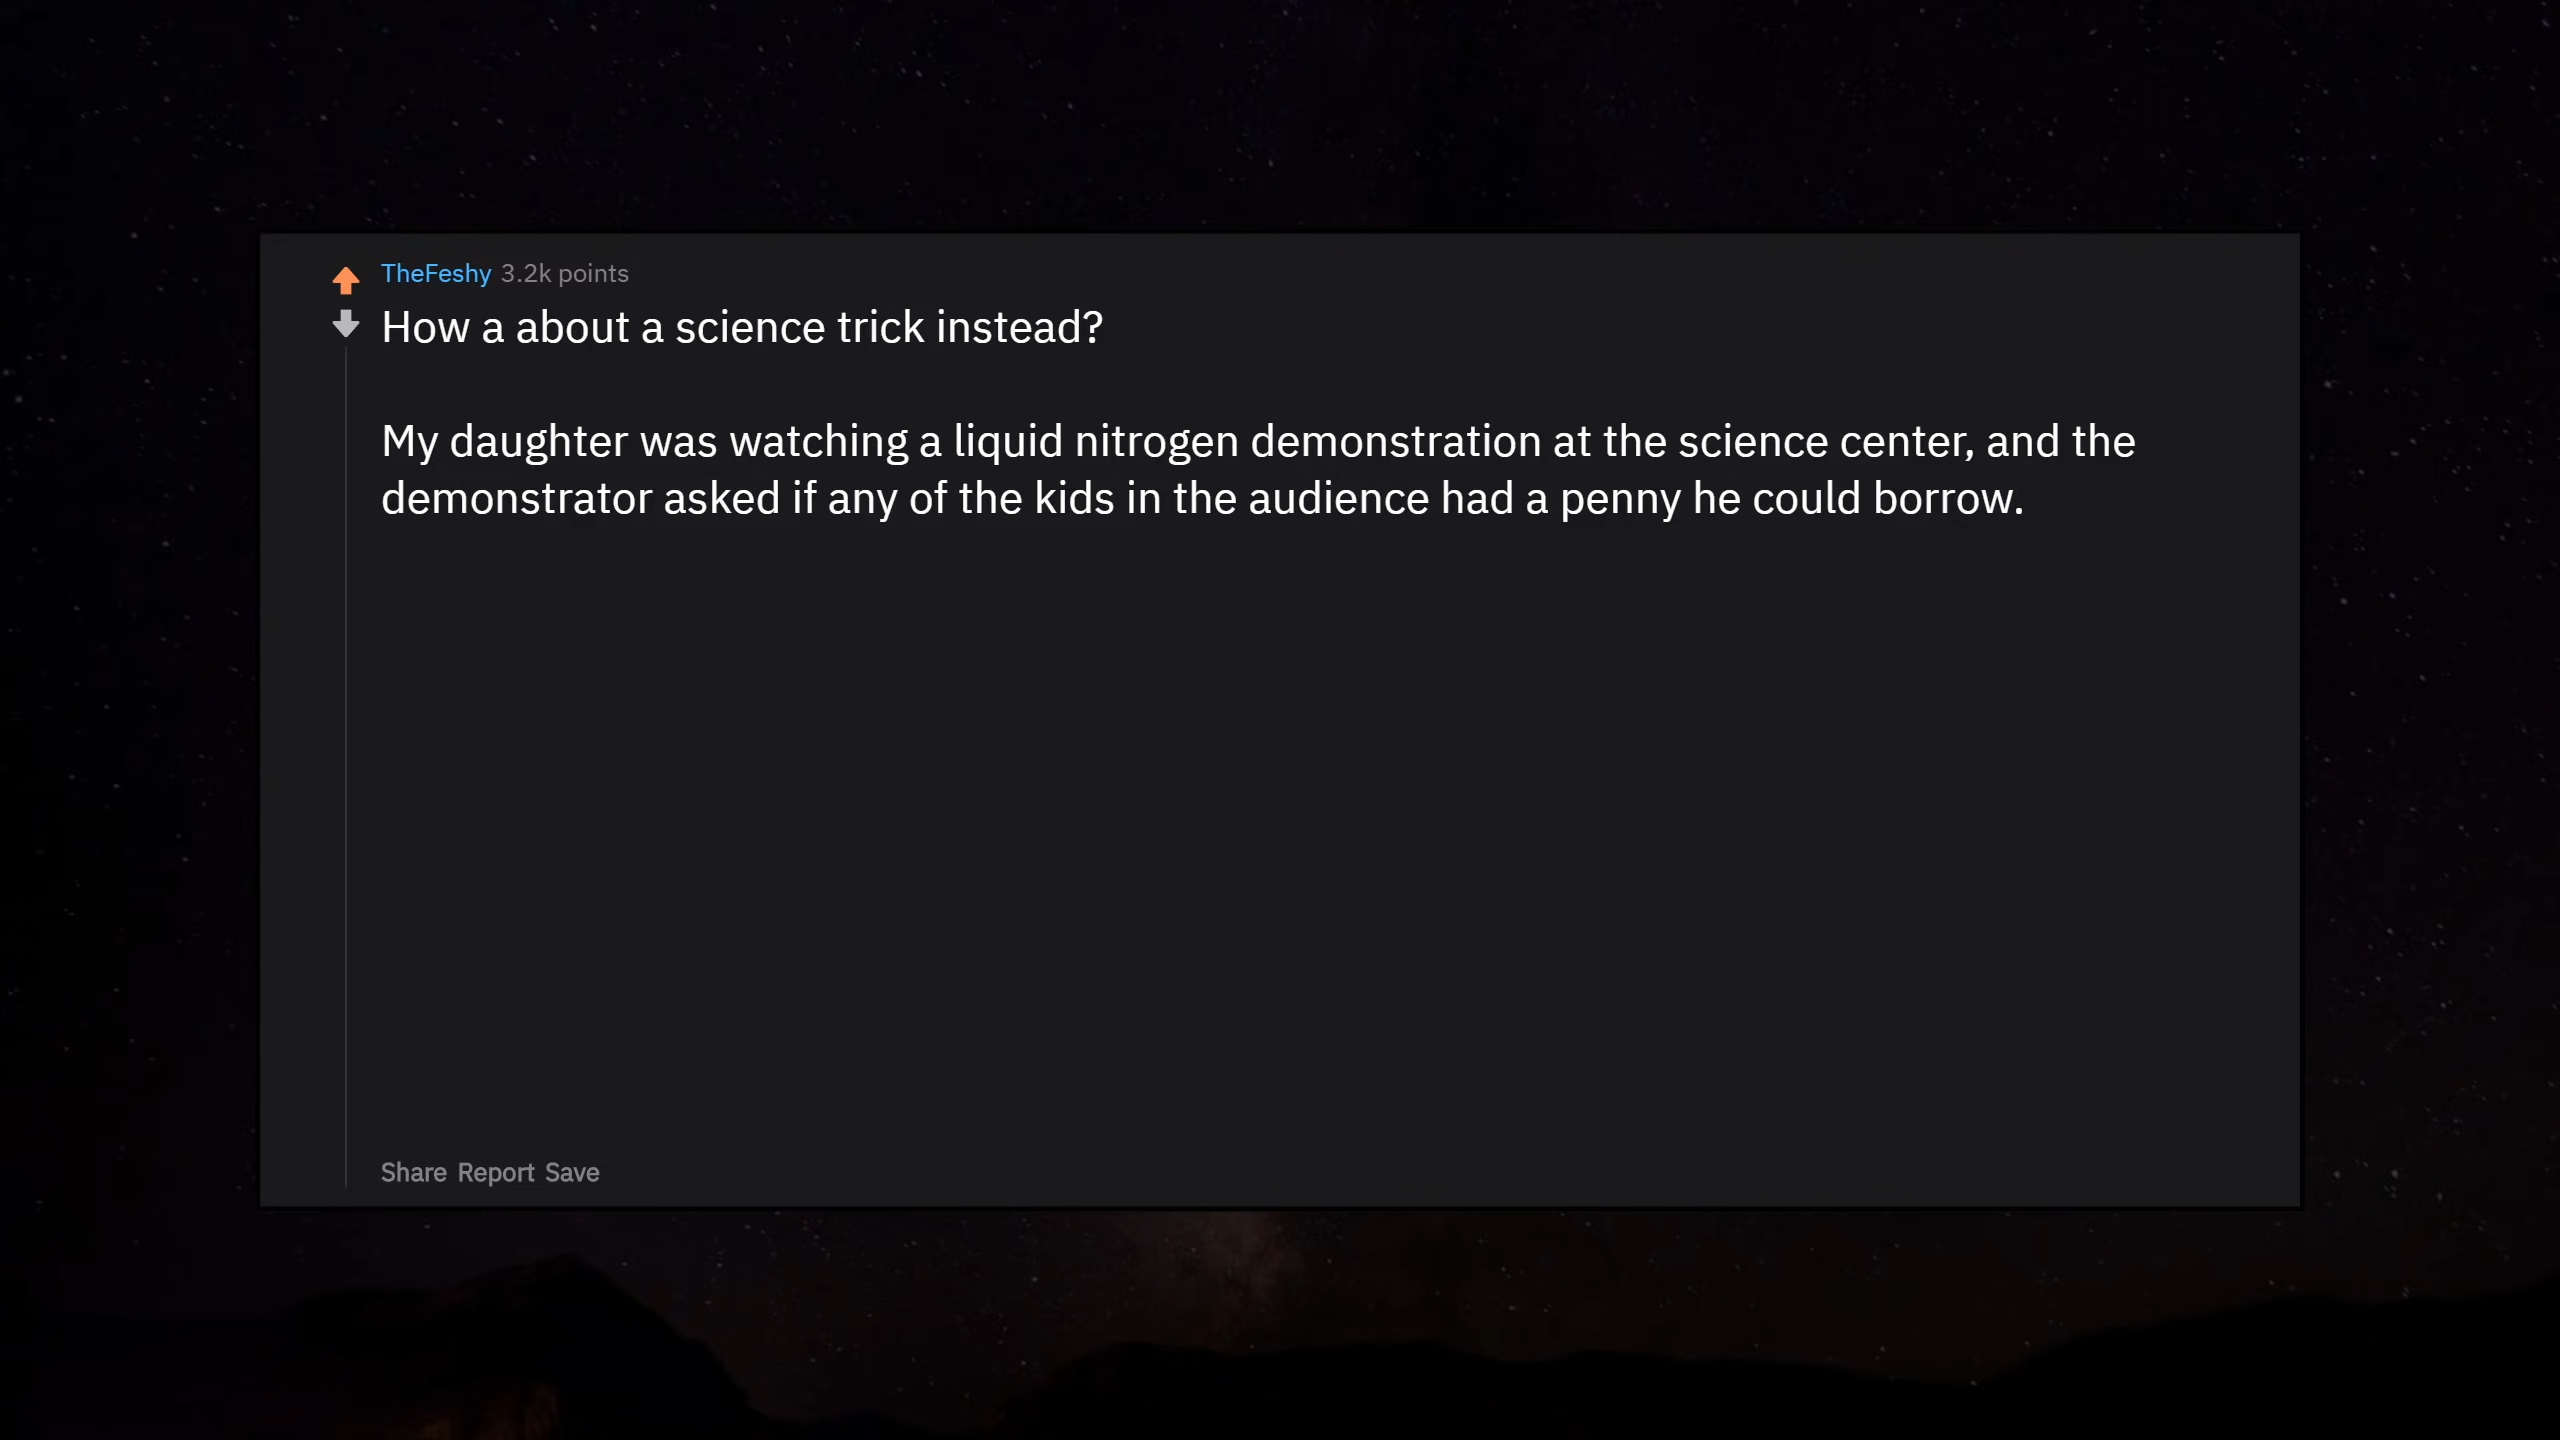 TheFeshy 3.2k points
How a about a science trick instead?
My daughter was watching a liquid nitrogen demonstration at the science center, and the
demonstrator asked if any of the kids in the audience had a penny he could borrow.
Share Report Save